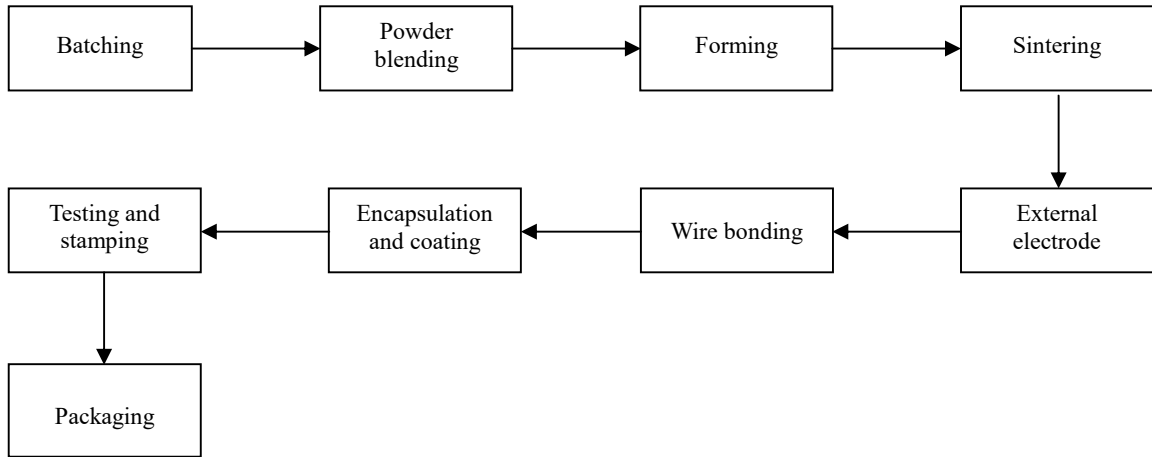 Batching
Powder
blending
Forming
Sintering
External
electrode
Wire bonding
Encapsulation
and coating
Testing and
stamping
Packaging